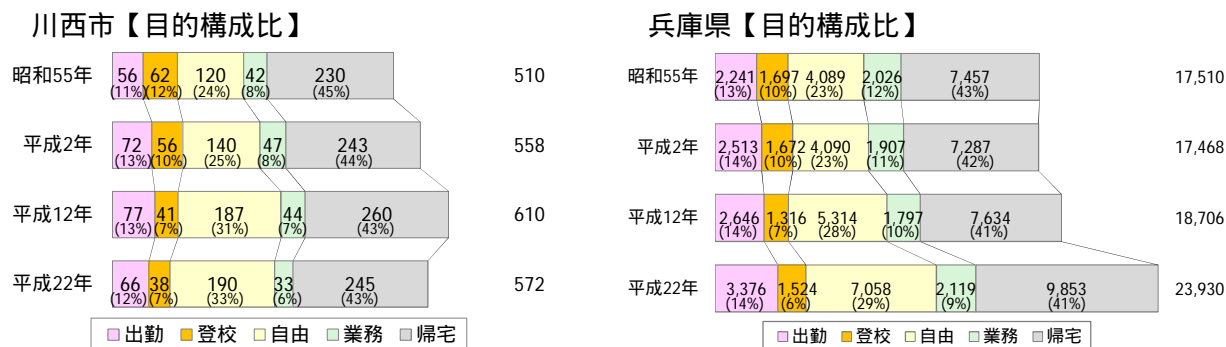 川西市【目的構成比】
昭和55年 56 62 120 42 230 510
(11%) (12%) (24%) (8%) (45%)
平成2年 72 56 140 47 243 558
(13%) (10%) (25%) (8%) (44%)
平成12年 77 41 187 44 260 610
(13%) (7%) (31%) (7%) (43%)
平成22年 66 38 190 33 245 572
(12%) (7%) (33%) (6%) (43%)
出勤 登校 自由 業務 帰宅
兵庫県【目的構成比】
昭和55年 2,241 1,697 4,089 2,026 7,457 17,510
(13%) (10%) (23%) (12%) (43%)
平成2年 2,513 1,672 4,090 1,907 7,287 17,468
(14%) (10%) (23%) (11%) (42%)
平成12年 2,646 1,316 5,314 1,797 7,634 18,706
(14%) (7%) (28%) (10%) (41%)
平成22年 3,376 1,524 7,058 2,119 9,853 23,930
(14%) (6%) (29%) (9%) (41%)
出勤 登校 自由 業務 帰宅